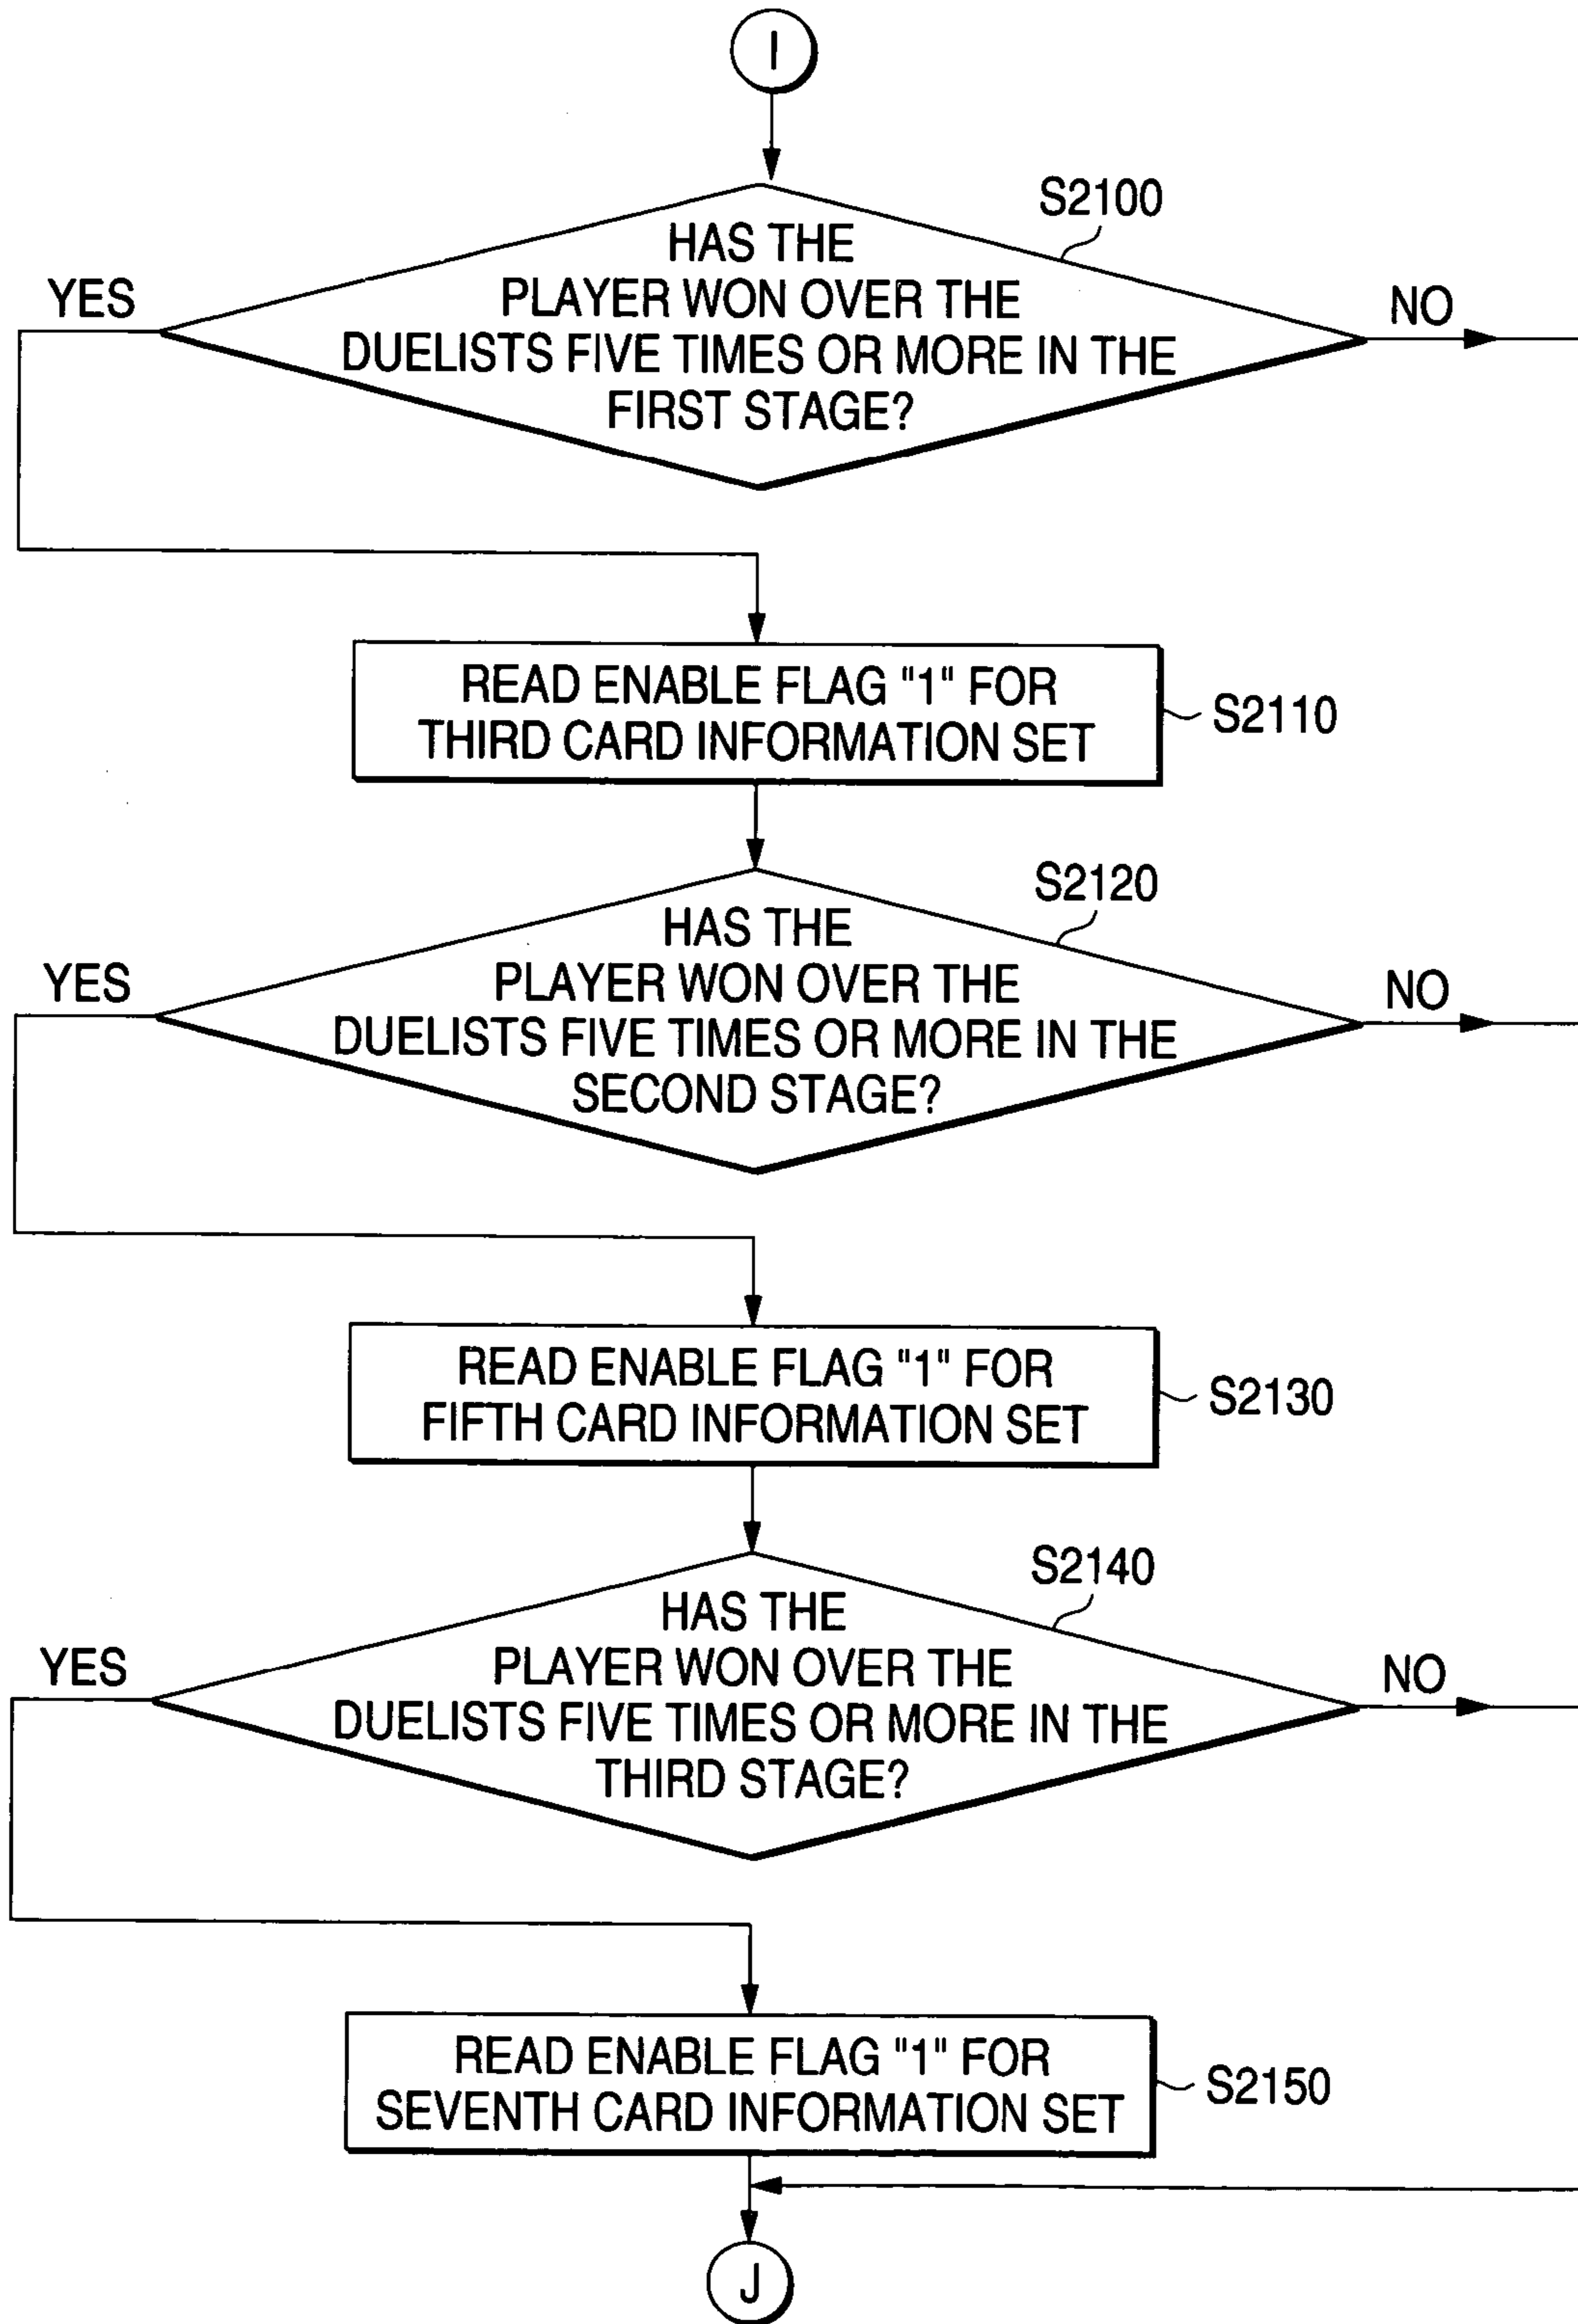 I
S2100
HAS THE
PLAYER WON OVER THE
DUELISTS FIVE TIMES OR MORE IN THE
FIRST STAGE?
YES
NO
READ ENABLE FLAG "1" FOR
THIRD CARD INFORMATION SET
S2110
S2120
HAS THE
PLAYER WON OVER THE
DUELISTS FIVE TIMES OR MORE IN THE
SECOND STAGE?
YES
NO
READ ENABLE FLAG "1" FOR
FIFTH CARD INFORMATION SET
S2130
S2140
HAS THE
PLAYER WON OVER THE
DUELISTS FIVE TIMES OR MORE IN THE
THIRD STAGE?
YES
NO
READ ENABLE FLAG "1" FOR
SEVENTH CARD INFORMATION SET
S2150
J